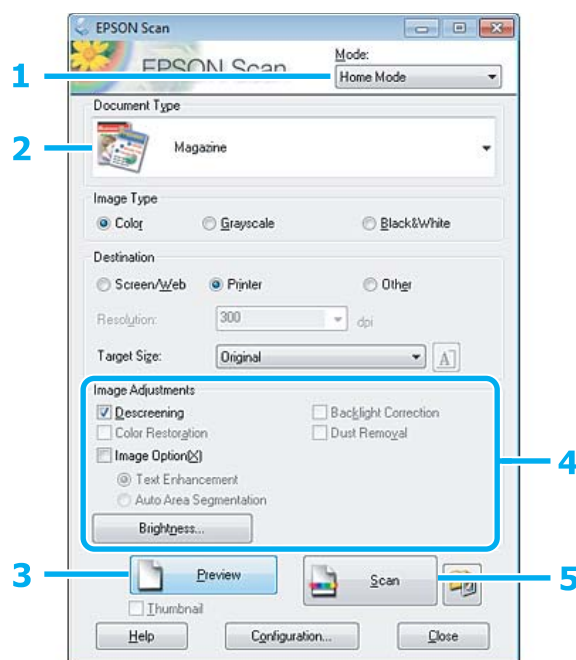 EPSON Scan
EPSON Scan
Mode:
1
Home Mode
Document Type
2
Magazine
Image Type
Color Grayscale Black&White
Destination
Screen/Web Printer Other
Resolution: 300 dpi
Target Size: Original A
Image Adjustments
Descreening Backlight Correction
Color Restoration Dust Removal
Image Option(X)
4
Text Enhancement
Auto Area Segmentation
Brightness...
3 Preview Scan 5
Thumbnail
Help Configuration... Close